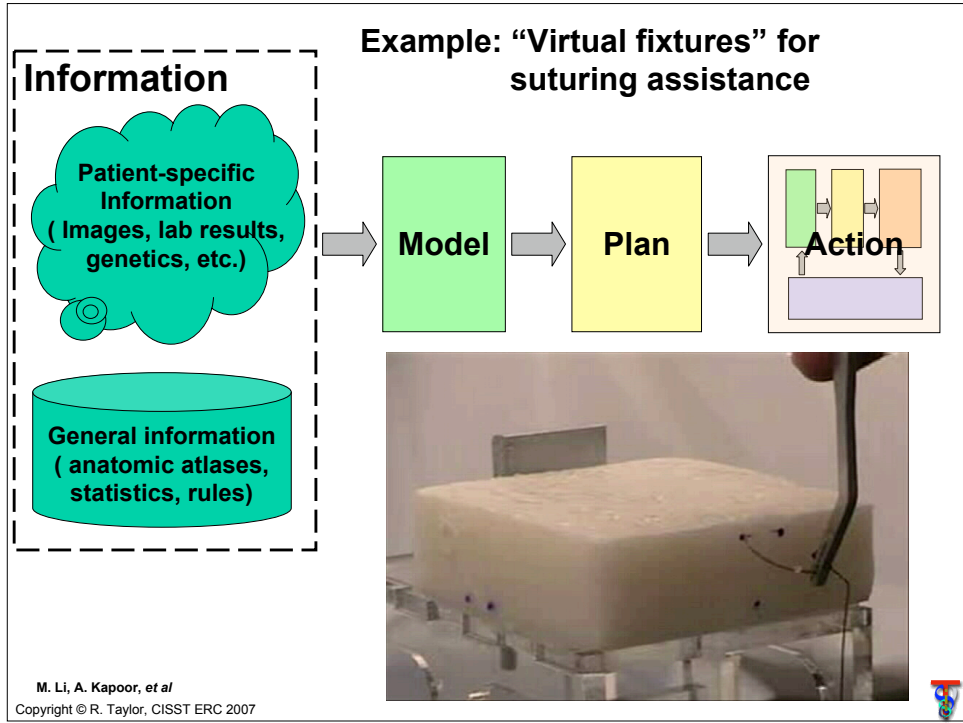 Example: “Virtual fixtures” for
suturing assistance
Information
Patient-specific
Information
( Images, lab results,
genetics, etc.)
General information
( anatomic atlases,
statistics, rules)
Model
Plan
Action
M. Li, A. Kapoor, et al
Copyright © R. Taylor, CISST ERC 2007